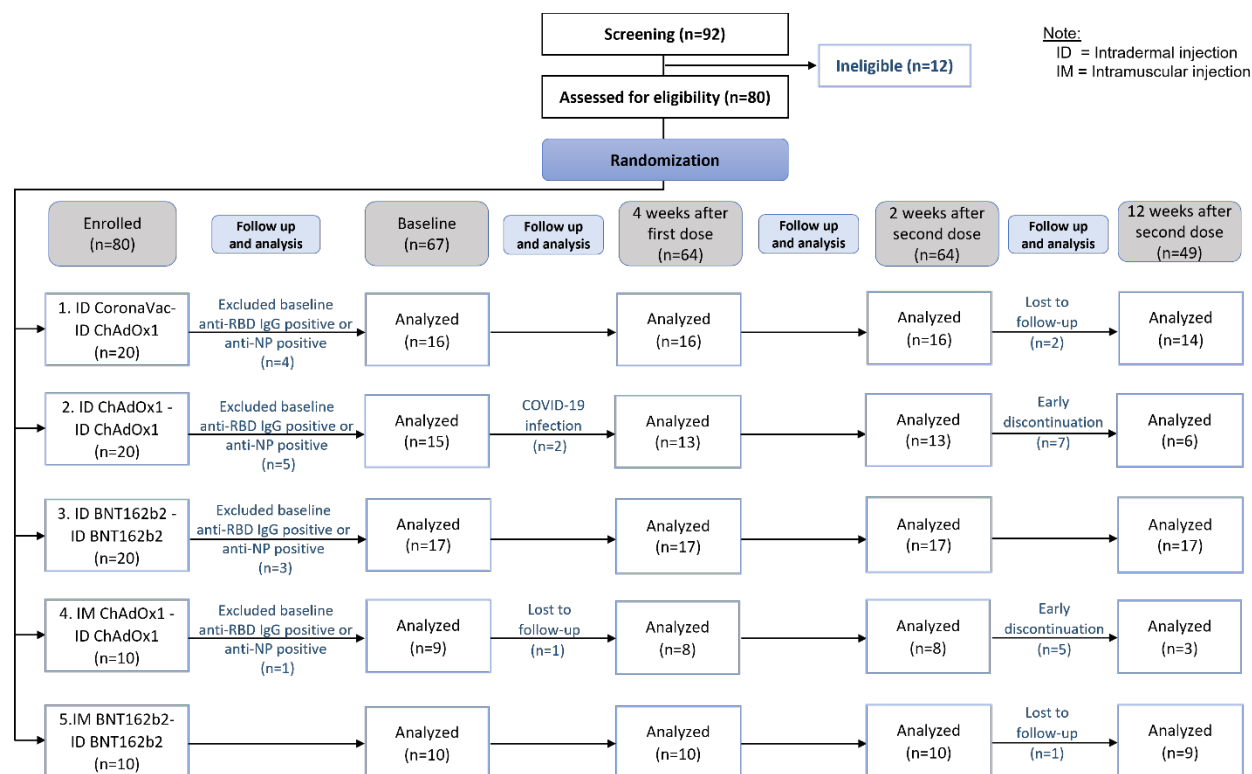 Screening (n=92)
Note:
ID = Intradermal injection
IM = Intramuscular injection
Ineligible (n=12)
Assessed for eligibility (n=80)
Randomization
Enrolled
(n=80)
Follow up
and analysis
Baseline
(n=67)
Follow up
and analysis
4 weeks after
first dose
(n=64)
Follow up
and analysis
2 weeks after
second dose
(n=64)
Follow up
and analysis
12 weeks after
second dose
(n=49)
1. ID CoronaVac-
ID ChAdOx1
(n=20)
Excluded baseline
anti-RBD IgG positive or
anti-NP positive
(n=4)
Analyzed
(n=16)
Analyzed
(n=16)
Analyzed
(n=16)
Lost to
follow-up
(n=2)
Analyzed
(n=14)
2. ID ChAdOx1 -
ID ChAdOx1
(n=20)
Excluded baseline
anti-RBD IgG positive or
anti-NP positive
(n=5)
Analyzed
(n=15)
COVID-19
infection
(n=2)
Analyzed
(n=13)
Analyzed
(n=13)
Early
discontinuation
(n=7)
Analyzed
(n=6)
3. ID BNT162b2 -
ID BNT162b2
(n=20)
Excluded baseline
anti-RBD IgG positive or
anti-NP positive
(n=3)
Analyzed
(n=17)
Analyzed
(n=17)
Analyzed
(n=17)
Analyzed
(n=17)
4. IM ChAdOx1 -
ID ChAdOx1
(n=10)
Excluded baseline
anti-RBD IgG positive or
anti-NP positive
(n=1)
Analyzed
(n=9)
Lost to
follow-up
(n=1)
Analyzed
(n=8)
Analyzed
(n=8)
Early
discontinuation
(n=5)
Analyzed
(n=3)
5.IM BNT162b2-
ID BNT162b2
(n=10)
Analyzed
(n=10)
Analyzed
(n=10)
Analyzed
(n=10)
Lost to
follow-up
(n=1)
Analyzed
(n=9)